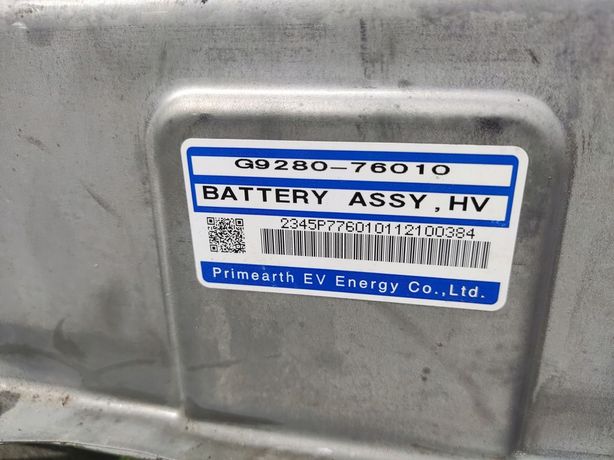 G9280-76010
BATTERY ASSY,HV
2345P776010112100384
Primearth EV Energy Co.,Ltd.